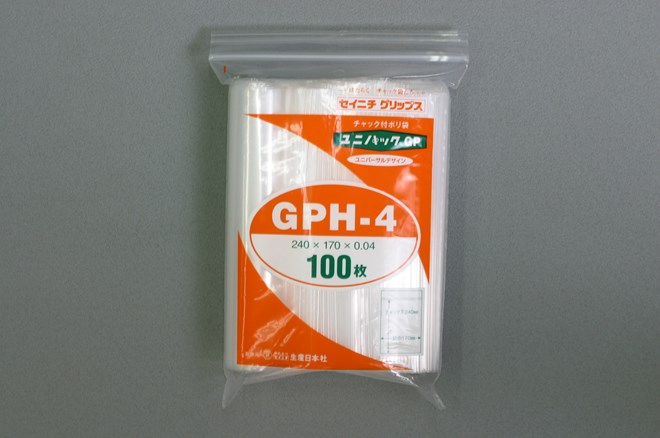 セイニチ グリップス
チャック付ポリ袋
ユニパックGP
ユニバーサルデザイン
GPH-4
240×170×0.04
100枚
生産日本社